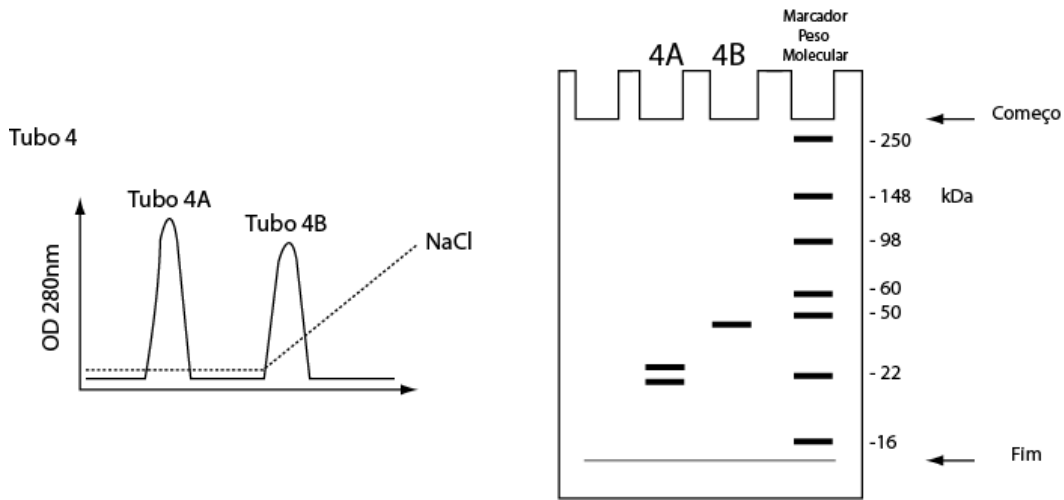 Tubo 4
Tubo 4A
Tubo 4B
NaCl
OD 280nm
4A
4B
Marcador
Peso
Molecular
Começo
- 250
- 148
kDa
- 98
- 60
- 50
- 22
-16
Fim